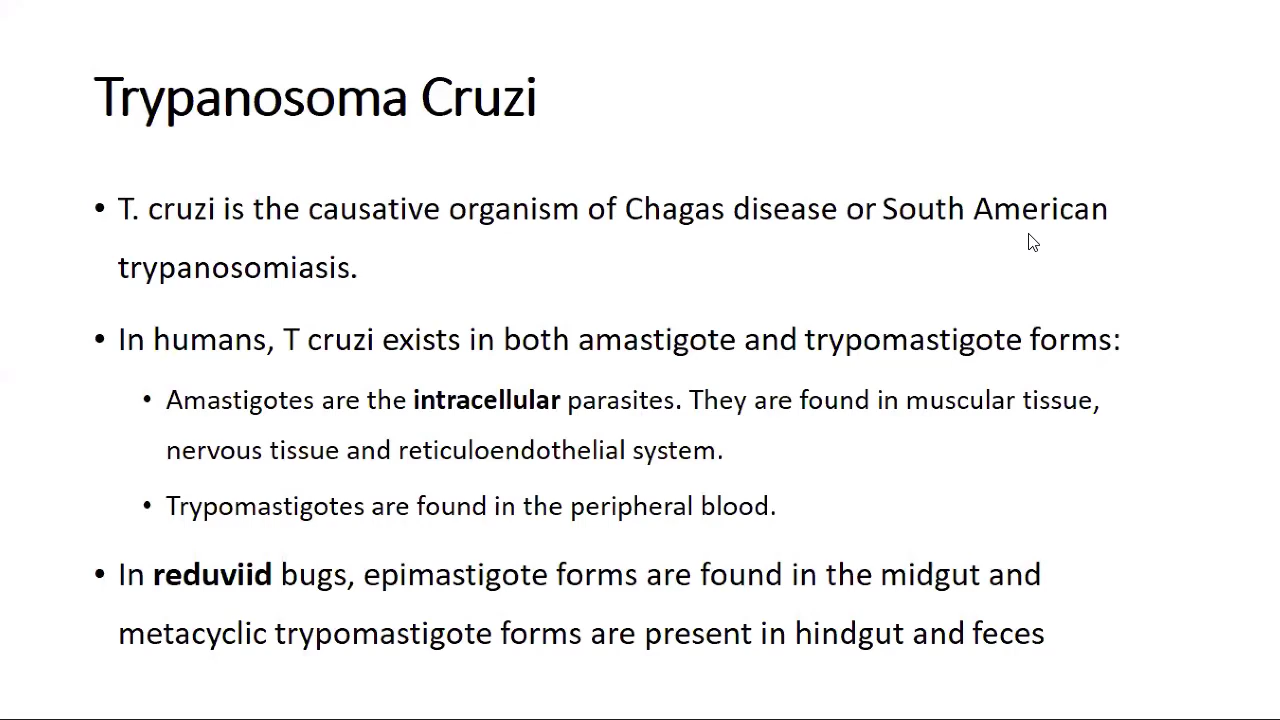 Trypanosoma Cruzi
• T. cruzi is the causative organism of Chagas disease or South American
trypanosomiasis.
• In humans, T cruzi exists in both amastigote and trypomastigote forms:
• Amastigotes are the intracellular parasites. They are found in muscular tissue,
nervous tissue and reticuloendothelial system.
• Trypomastigotes are found in the peripheral blood.
• In reduviid bugs, epimastigote forms are found in the midgut and
metacyclic trypomastigote forms are present in hindgut and feces